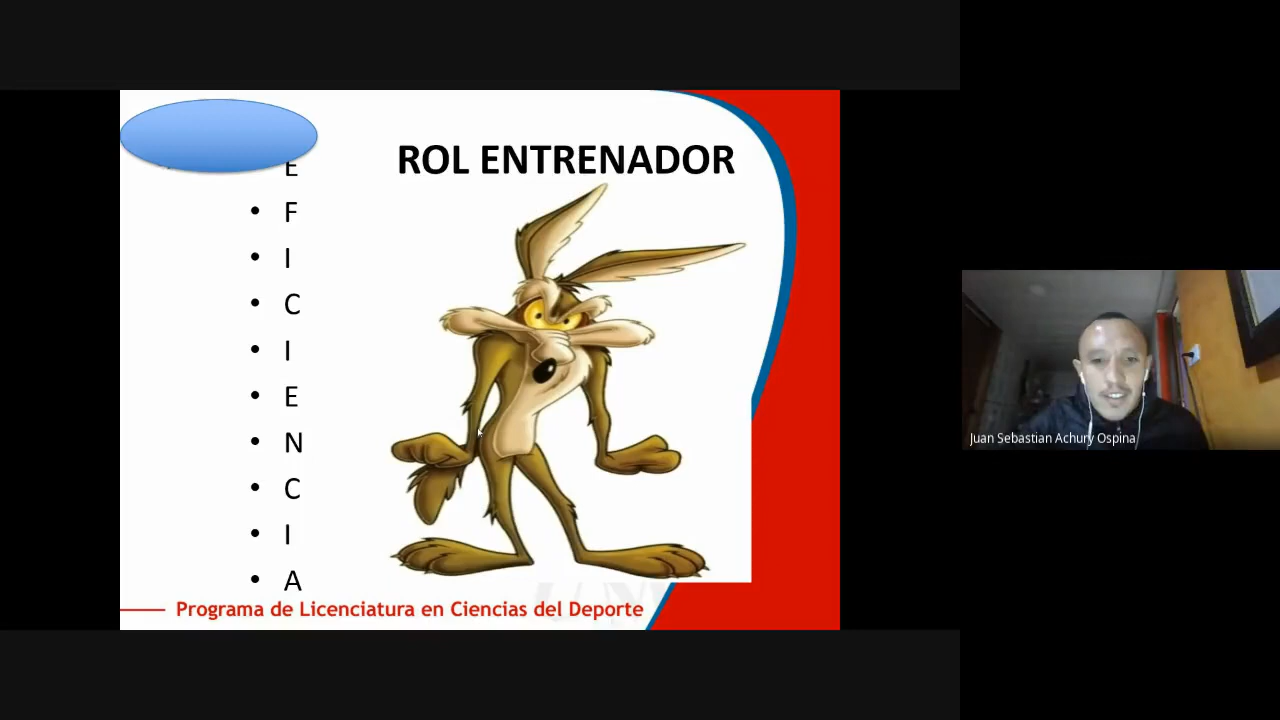 ROL ENTRENADOR
E
• F
• I
• C
• I
• E
• N
• C
• I
• A
Programa de Licenciatura en Ciencias del Deporte
Juan Sebastian Achury Ospina